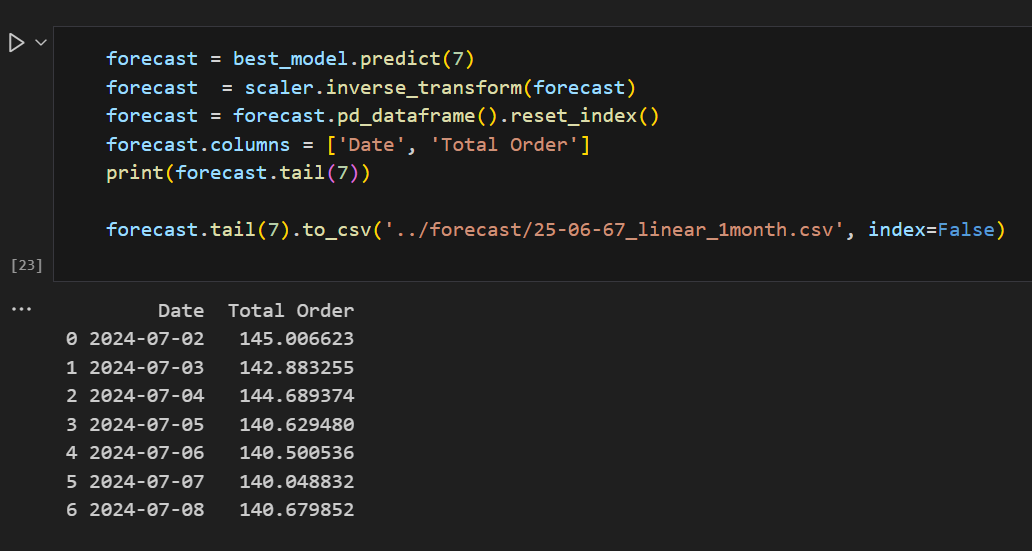 forecast = best_model.predict(7)
forecast  = scaler.inverse_transform(forecast)
forecast = forecast.pd_dataframe().reset_index()
forecast.columns = ['Date', 'Total Order']
print(forecast.tail(7))
forecast.tail(7).to_csv('../forecast/25-06-67_linear_1month.csv', index=False)
[23]
... Date Total Order
0 2024-07-02 145.006623
1 2024-07-03 142.883255
2 2024-07-04 144.689374
3 2024-07-05 140.629480
4 2024-07-06 140.500536
5 2024-07-07 140.048832
6 2024-07-08 140.679852